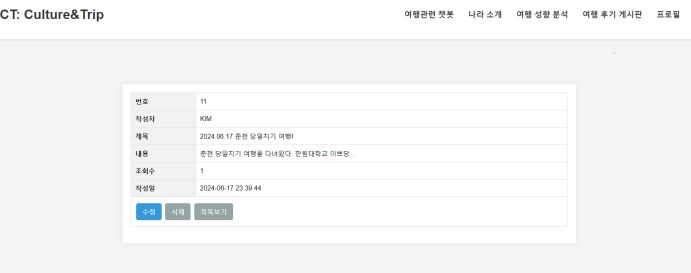 CT: Culture&Trip
여행관련 챗봇 나라 소개 여행 성향 분석 여행 후기 게시판 프로필
번호 11
작성자 KIM
제목 2024.06.17 춘천 당일치기 여행!!
내용 춘천 당일치기 여행을 다녀왔다. 한림대학교 이쁘당...
조회수 1
작성일 2024-06-17 23:39:44
수정 삭제 목록보기